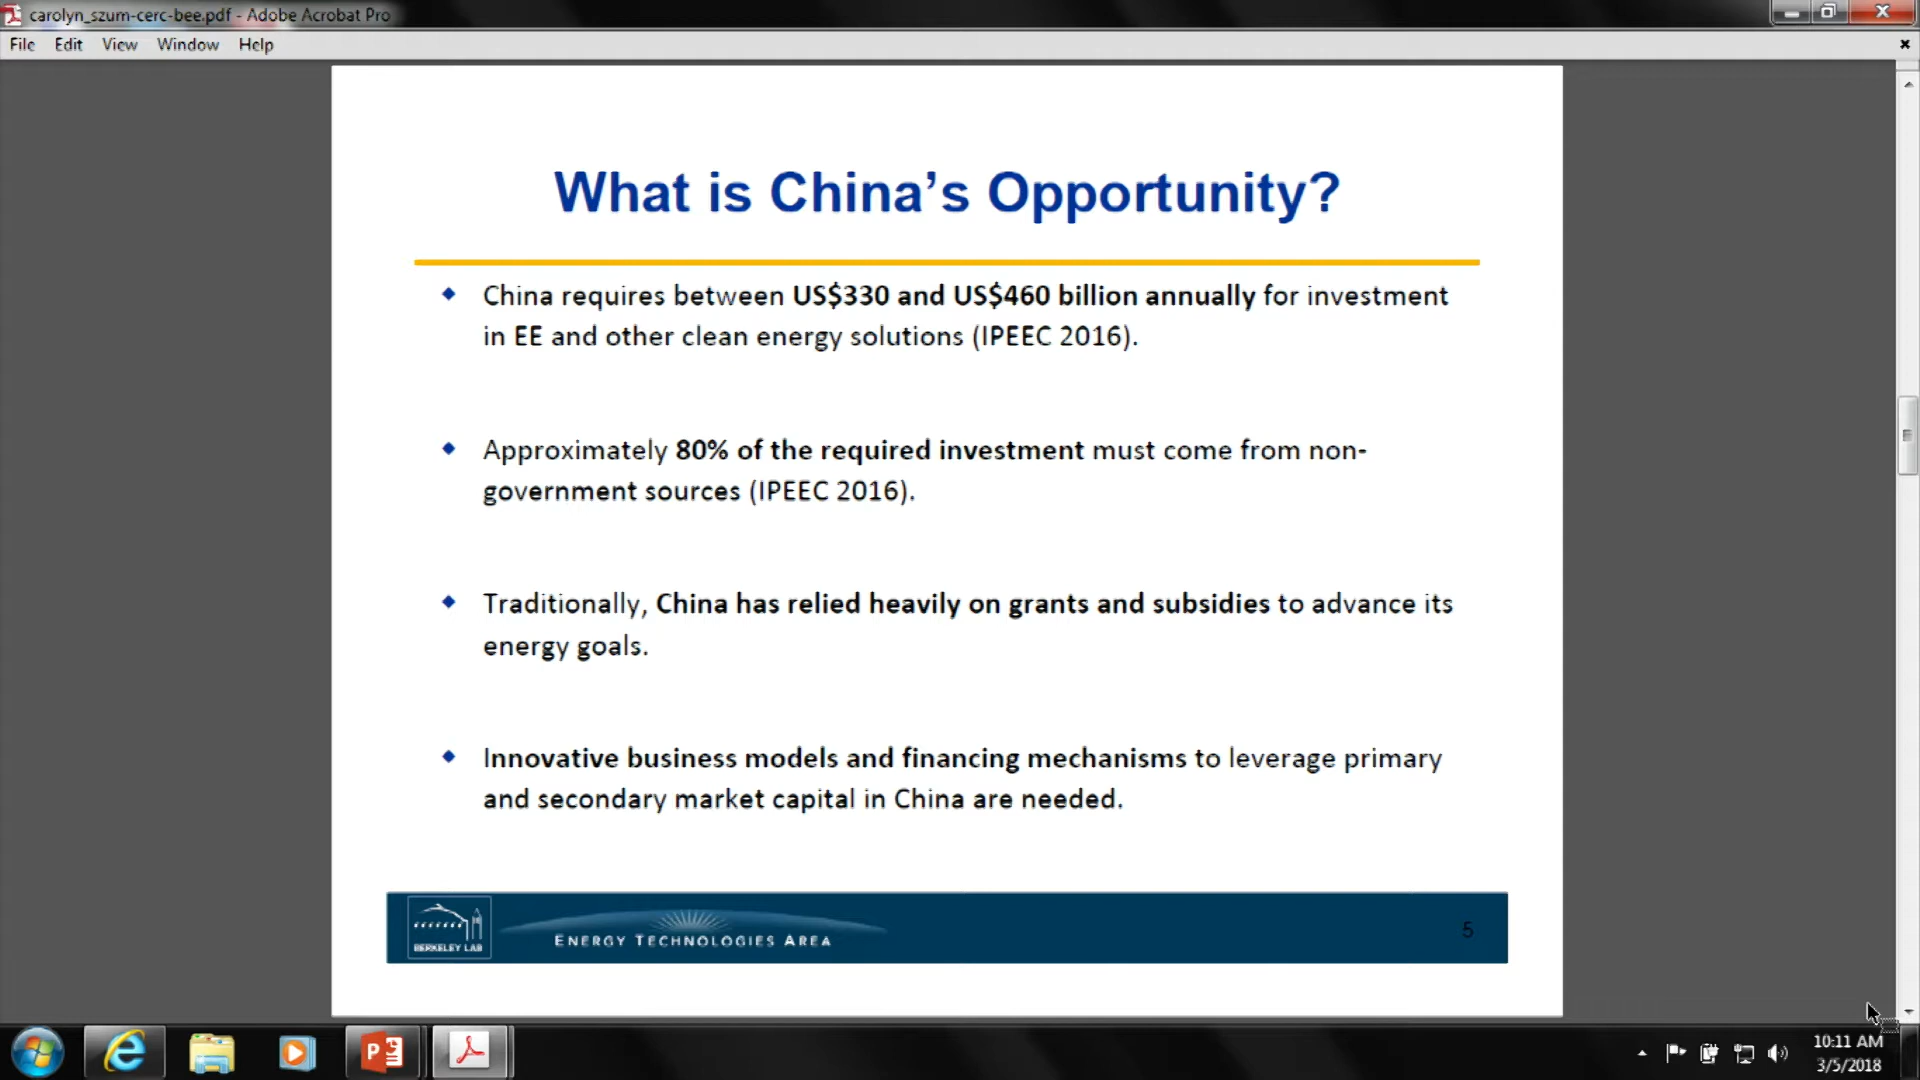 carolyn_szum-cerc-bee.pdf - Adobe Acrobat Pro
File Edit View Window Help
What is China’s Opportunity?
China requires between US$330 and US$460 billion annually for investment
in EE and other clean energy solutions (IPEEC 2016).
Approximately 80% of the required investment must come from non-
government sources (IPEEC 2016).
Traditionally, China has relied heavily on grants and subsidies to advance its
energy goals.
Innovative business models and financing mechanisms to leverage primary
and secondary market capital in China are needed.
BERKELEY LAB
ENERGY TECHNOLOGIES AREA
5
10:11 AM
3/5/2018